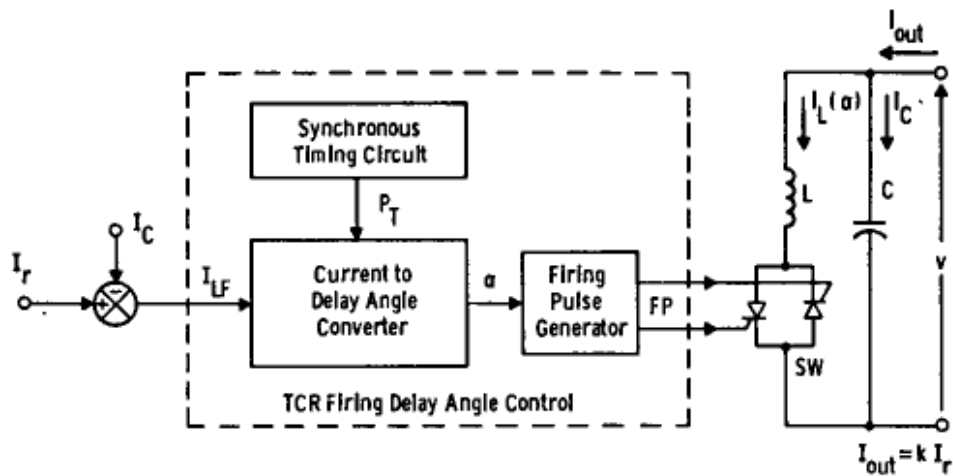 I_out
I_L(α)
I_C
Synchronous
Timing Circuit
P_T
L
C
I_C
I_r
-
+
I_LF
Current to
Delay Angle
Converter
α
Firing
Pulse
Generator
FP
v
SW
TCR Firing Delay Angle Control
I_out = k I_r